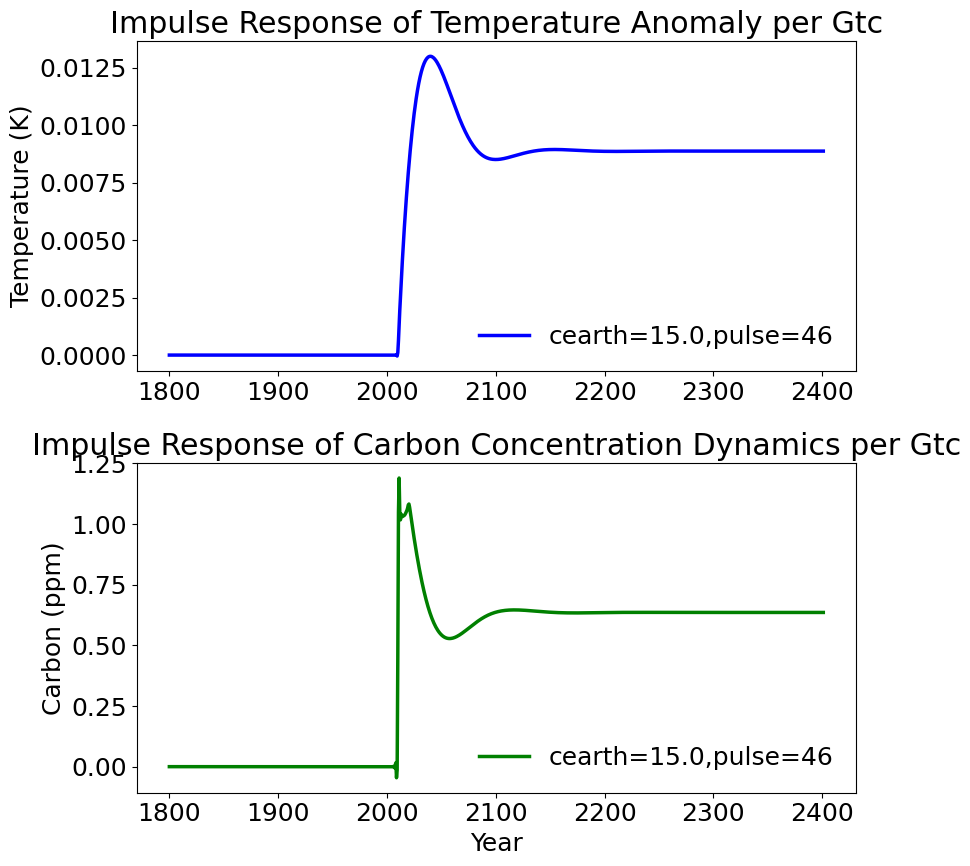 Impulse Response of Temperature Anomaly per Gtc
Temperature (K)
0.0125
0.0100
0.0075
0.0050
0.0025
0.0000
cearth=15.0,pulse=46
1800 1900 2000 2100 2200 2300 2400
Impulse Response of Carbon Concentration Dynamics per Gtc
Carbon (ppm)
1.25
1.00
0.75
0.50
0.25
0.00
cearth=15.0,pulse=46
1800 1900 2000 2100 2200 2300 2400
Year